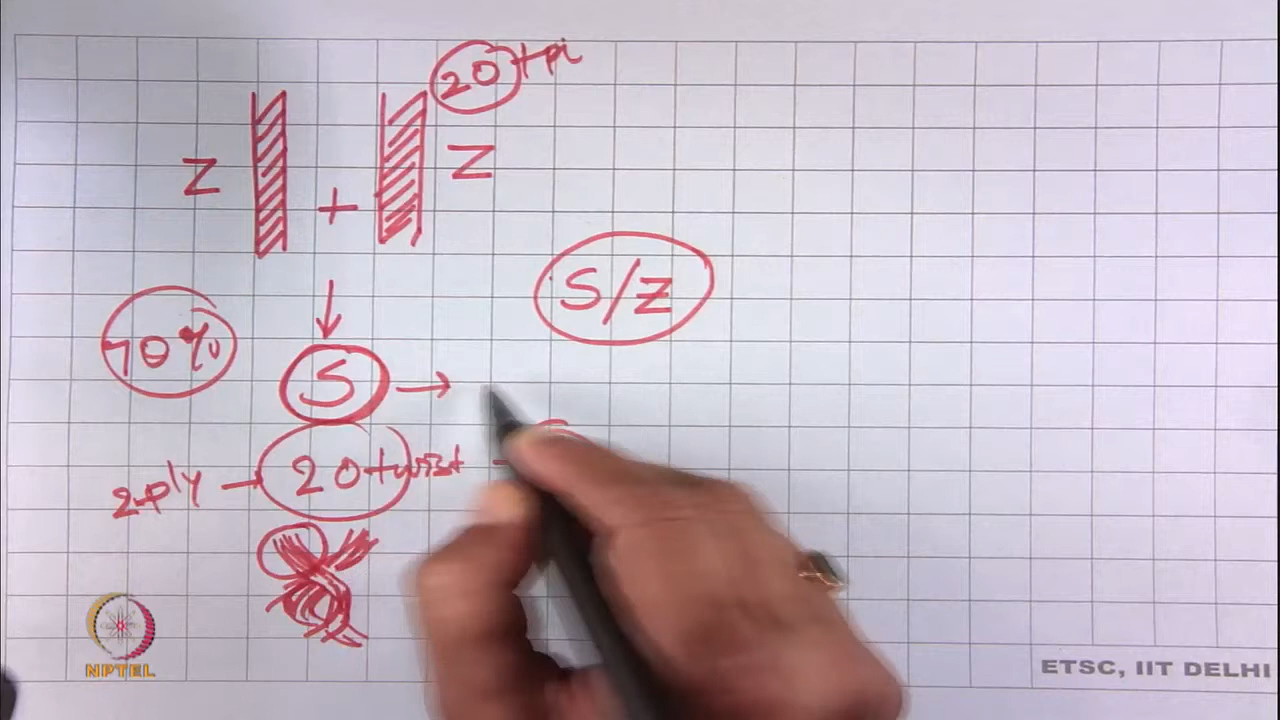 20 tpi
Z + Z
S/Z
70%
S →
2-ply → 20 twist
NPTEL
ETSC, IIT DELHI